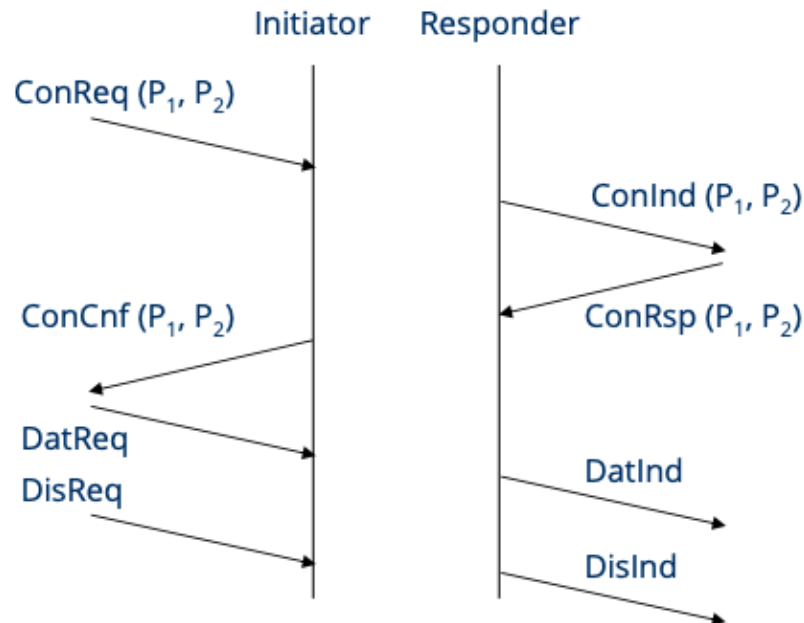 Initiator Responder
ConReq (P₁, P₂)
ConInd (P₁, P₂)
ConCnf (P₁, P₂)
ConRsp (P₁, P₂)
DatReq
DatInd
DisReq
DisInd